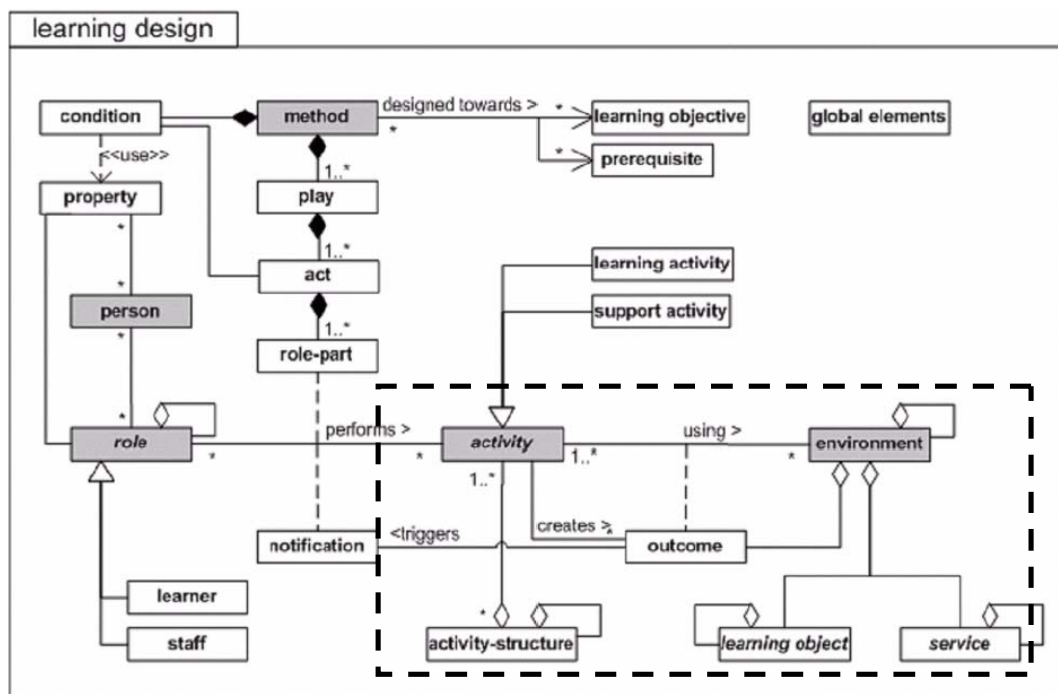 learning design
condition
method
designed towards >
*
*
learning objective
global elements
<<use>>
*
prerequisite
1..*
property
play
*
1..*
learning activity
*
act
person
support activity
*
1..*
role-part
*
role
*
performs >
*
activity
1..*
using >
*
environment
1..*
creates >
*
notification
<triggers
outcome
learner
*
staff
activity-structure
learning object
service